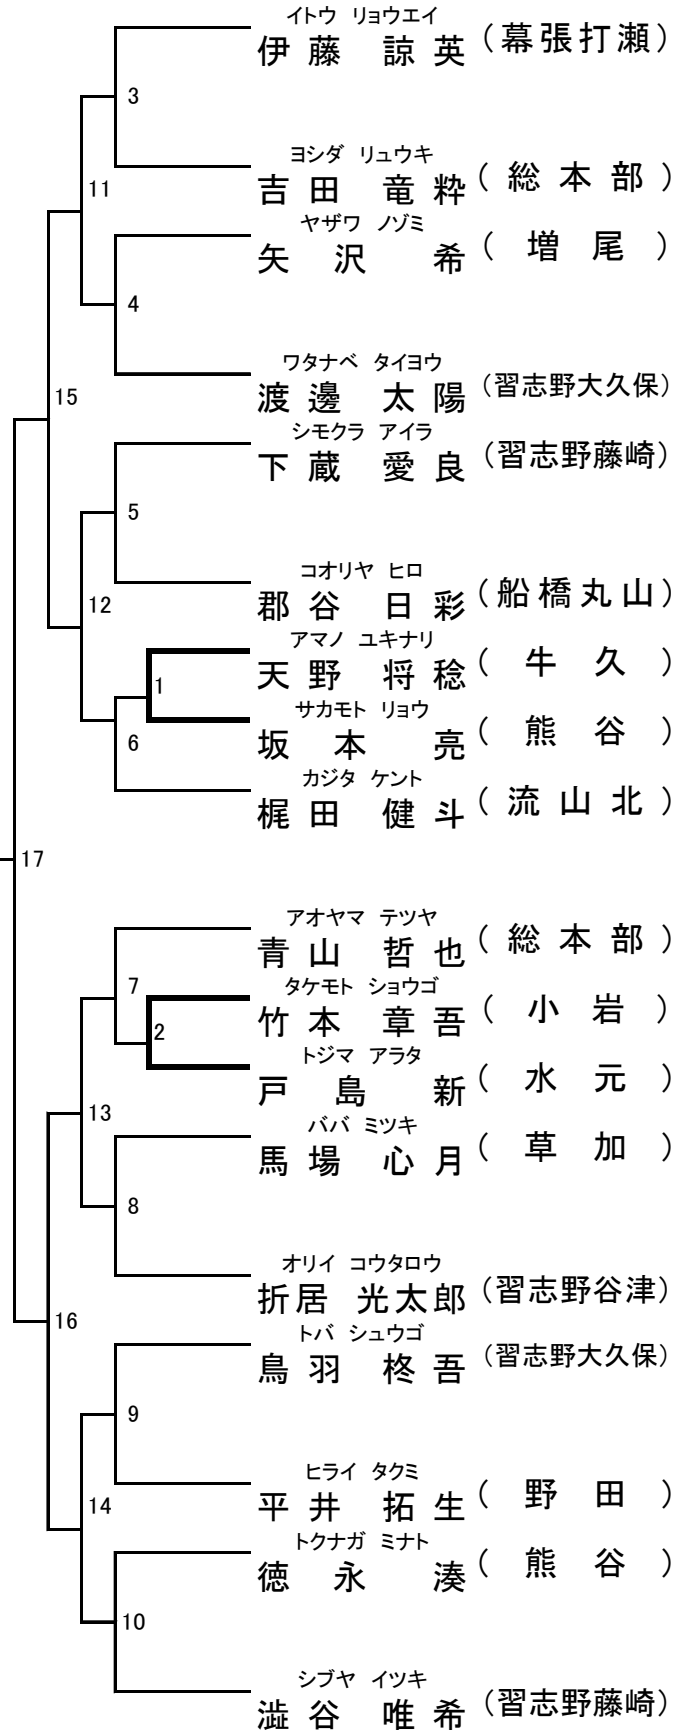 イトウ リョウエイ
伊藤 諒英 (幕張打瀬)
3
ヨシダ リュウキ
吉田 竜粋 (総本部)
11
ヤザワ ノゾミ
矢沢 希 (増尾)
4
ワタナベ タイヨウ
渡邊 太陽 (習志野大久保)
15
シモクラ アイラ
下蔵 愛良 (習志野藤崎)
5
コオリヤ ヒロ
郡谷 日彩 (船橋丸山)
12
アマノ ユキナリ
天野 将稔 (牛久)
1
サカモト リョウ
坂本 亮 (熊谷)
6
カジタ ケント
梶田 健斗 (流山北)
17
アオヤマ テツヤ
青山 哲也 (総本部)
7
タケモト ショウゴ
竹本 章吾 (小岩)
2
トジマ アラタ
戸島 新 (水元)
13
ババ ミツキ
馬場 心月 (草加)
8
オリイ コウタロウ
折居 光太郎 (習志野谷津)
16
トバ シュウゴ
鳥羽 柊吾 (習志野大久保)
9
ヒライ タクミ
平井 拓生 (野田)
14
トクナガ ミナト
徳永 湊 (熊谷)
10
シブヤ イツキ
澁谷 唯希 (習志野藤崎)